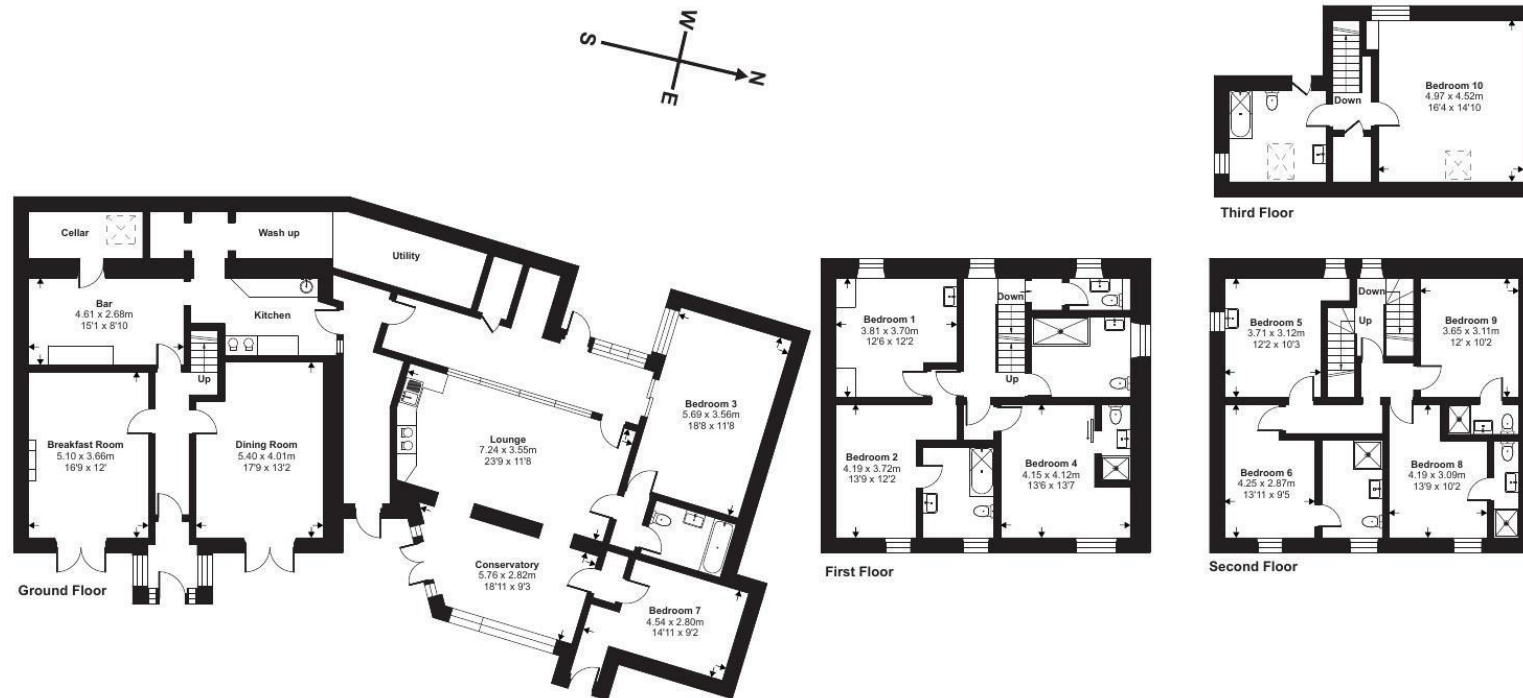 W
S
N
E
Cellar
Wash up
Utility
Bar
4.61 x 2.68m
15'1 x 8'10
Kitchen
Up
Breakfast Room
5.10 x 3.66m
16'9 x 12'
Dining Room
5.40 x 4.01m
17'9 x 13'2
Lounge
7.24 x 3.55m
23'9 x 11'8
Bedroom 3
5.69 x 3.56m
18'8 x 11'8
Conservatory
5.76 x 2.82m
18'11 x 9'3
Bedroom 7
4.54 x 2.80m
14'11 x 9'2
Ground Floor
Bedroom 1
3.81 x 3.70m
12'6 x 12'2
Down
Up
Bedroom 2
4.19 x 3.72m
13'9 x 12'2
Bedroom 4
4.15 x 4.12m
13'6 x 13'7
First Floor
Bedroom 5
3.71 x 3.12m
12'2 x 10'3
Down
Up
Bedroom 9
3.65 x 3.11m
12' x 10'2
Bedroom 6
4.25 x 2.87m
13'11 x 9'5
Bedroom 8
4.19 x 3.09m
13'9 x 10'2
Second Floor
Bedroom 10
4.97 x 4.52m
16'4 x 14'10
Down
Third Floor